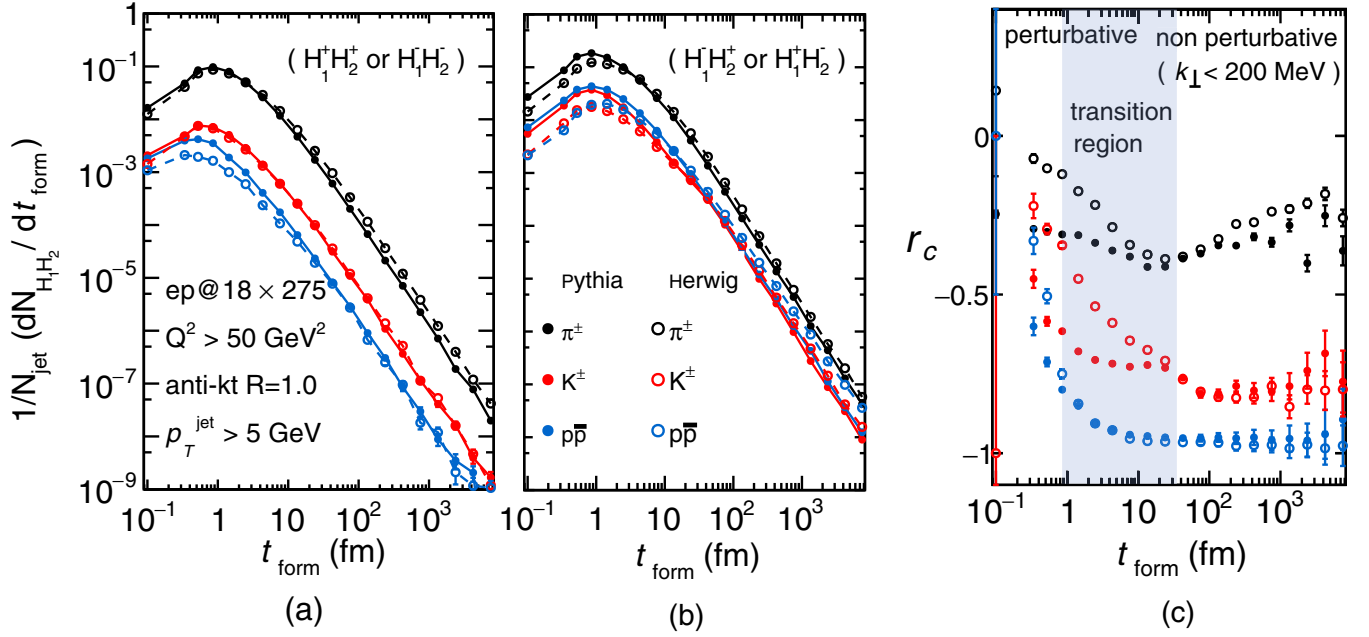 1/N_jet (dN_H₁H₂ / dt_form)
1
10⁻¹
10⁻³
10⁻⁵
10⁻⁷
10⁻⁹
( H₁⁺H₂⁺ or H₁⁻H₂⁻ )
ep@18 × 275
Q² > 50 GeV²
anti-kt R=1.0
p_T^jet > 5 GeV
10⁻¹ 1 10 10² 10³
t_form (fm)
(a)
( H₁⁻H₂⁺ or H₁⁺H₂⁻ )
Pythia Herwig
π± π±
K± K±
pp̅ pp̅
10⁻¹ 1 10 10² 10³
t_form (fm)
(b)
r_c
0
−0.5
−1
perturbative
non perturbative
( k⊥ < 200 MeV)
transition
region
10⁻¹ 1 10 10² 10³
t_form (fm)
(c)